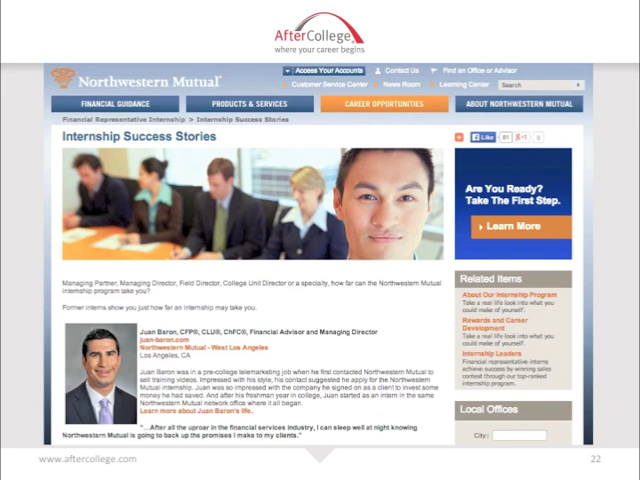 AfterCollege
where your career begins
Northwestern Mutual
Access Your Accounts
Contact Us
Find an Office or Advisor
Customer Service Center
News Room
Learning Center
Search
FINANCIAL GUIDANCE
PRODUCTS & SERVICES
CAREER OPPORTUNITIES
ABOUT NORTHWESTERN MUTUAL
Financial Representative Internship > Internship Success Stories
Internship Success Stories
Like
81
+1
Are You Ready?
Take The First Step.
Learn More
Managing Partner, Managing Director, Field Director, College Unit Director or a specialty, how far can the Northwestern Mutual
internship program take you?
Former interns show you just how far an internship may take you.
Juan Baron, CFP®, CLU®, ChFC®, Financial Advisor and Managing Director
juan-baron.com
Northwestern Mutual - West Los Angeles
Los Angeles, CA
Juan Baron was in a pre-college telemarketing job when he first contacted Northwestern Mutual to
sell training videos. Impressed with his style, his contact suggested he apply for the Northwestern
Mutual internship. Juan was so impressed with the company he signed on as a client to invest some
money he had saved. And after his freshman year in college, Juan started as an intern in the same
Northwestern Mutual network office where it all began.
Learn more about Juan Baron's life..
"...After all the uproar in the financial services industry, I can sleep well at night knowing
Northwestern Mutual is going to back up the promises I make to my clients."
Related Items
About Our Internship Program
Take a real life look into what you
could make of yourself.
Rewards and Career
Development
Take a real life look into what you
could make of yourself.
Internship Leaders
Financial representative interns
achieve success by winning sales
contest through our top-ranked
internship program.
Local Offices
City:
www.aftercollege.com
22